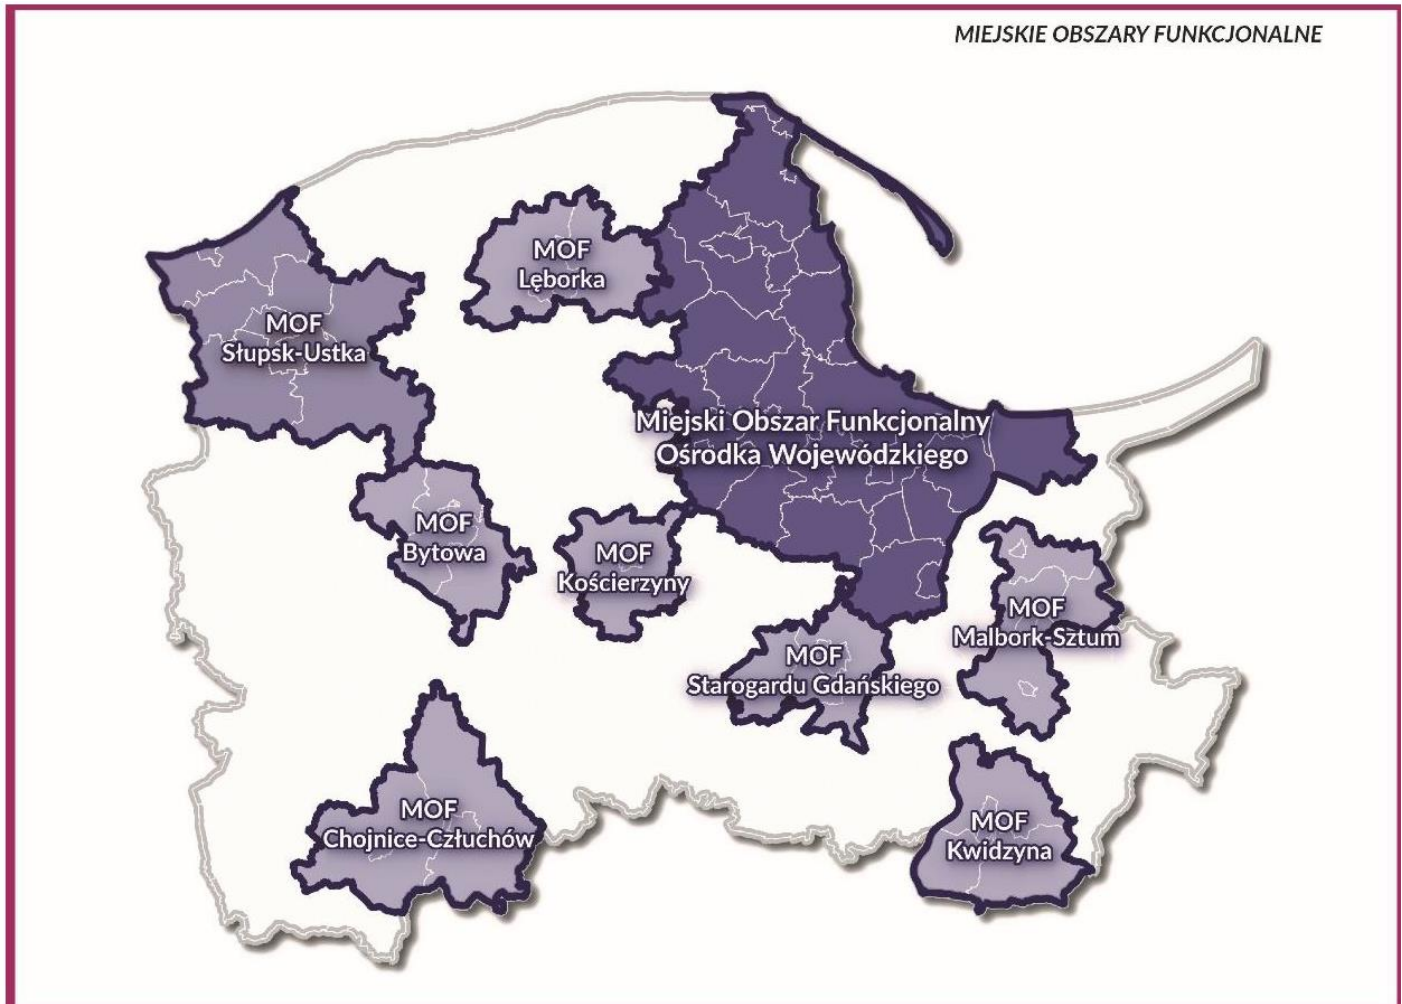 MIEJSKIE OBSZARY FUNKCJONALNE
MOF
Lęborka
MOF
Słupsk-Ustka
Miejski Obszar Funkcjonalny
Ośrodka Wojewódzkiego
MOF
Bytowa
MOF
Kościerzyny
MOF
Malbork-Sztum
MOF
Starogardu Gdańskiego
MOF
Chojnice-Człuchów
MOF
Kwidzyna